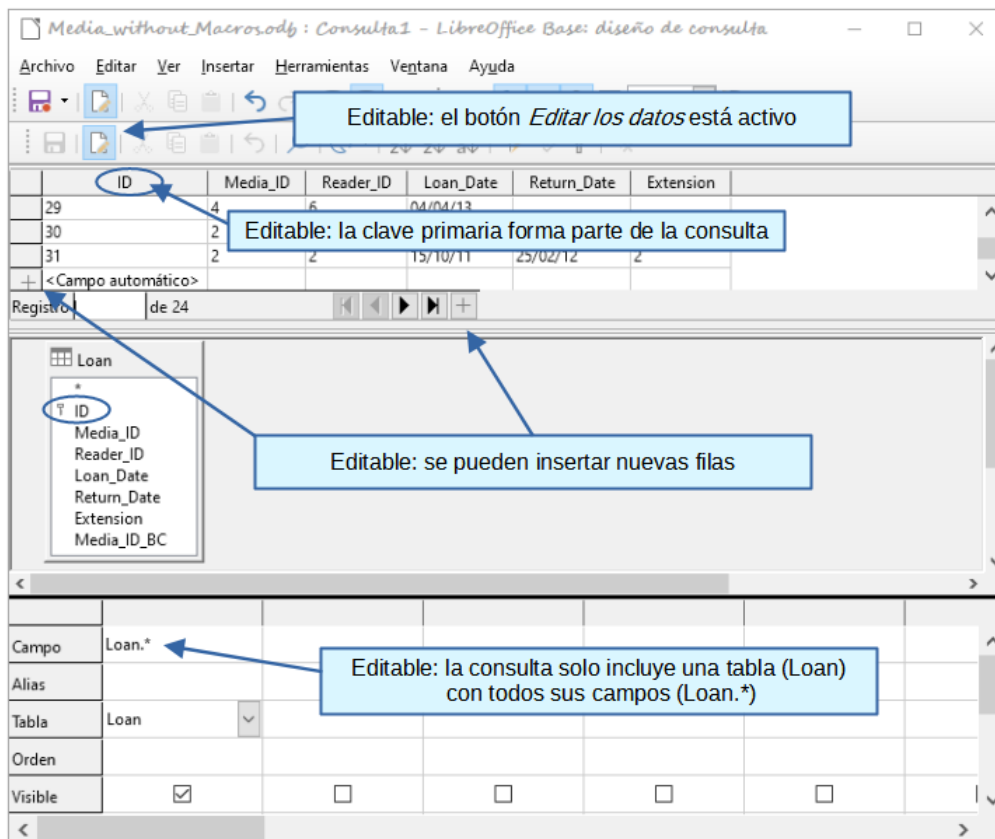 Media_without_Macros.odb : Consulta1 - LibreOffice Base: diseño de consulta
Archivo Editar Ver Insertar Herramientas Ventana Ayuda
Editable: el botón Editar los datos está activo
ID Media_ID Reader_ID Loan_Date Return_Date Extension
29 4 6 04/04/13
30 2
Editable: la clave primaria forma parte de la consulta
31 2 2 15/10/11 25/02/12 2
<Campo automático>
Registro de 24
Loan
*
ID
Media_ID
Reader_ID
Loan_Date
Return_Date
Extension
Media_ID_BC
Editable: se pueden insertar nuevas filas
Campo Loan.*
Editable: la consulta solo incluye una tabla (Loan)
con todos sus campos (Loan.*)
Alias
Tabla Loan
Orden
Visible